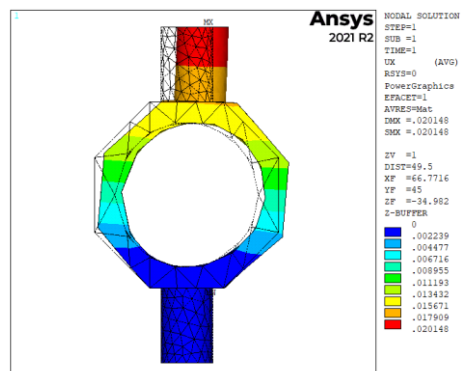 1
MX
Ansys
2021 R2
NODAL SOLUTION
STEP=1
SUB =1
TIME=1
UX (AVG)
RSYS=0
PowerGraphics
EFACET=1
AVRES=Mat
DMX =.020148
SMX =.020148
ZV =1
DIST=49.5
XF =66.7716
YF =45
ZF =-34.982
Z-BUFFER
0
.002239
.004477
.006716
.008955
.011193
.013432
.015671
.017909
.020148